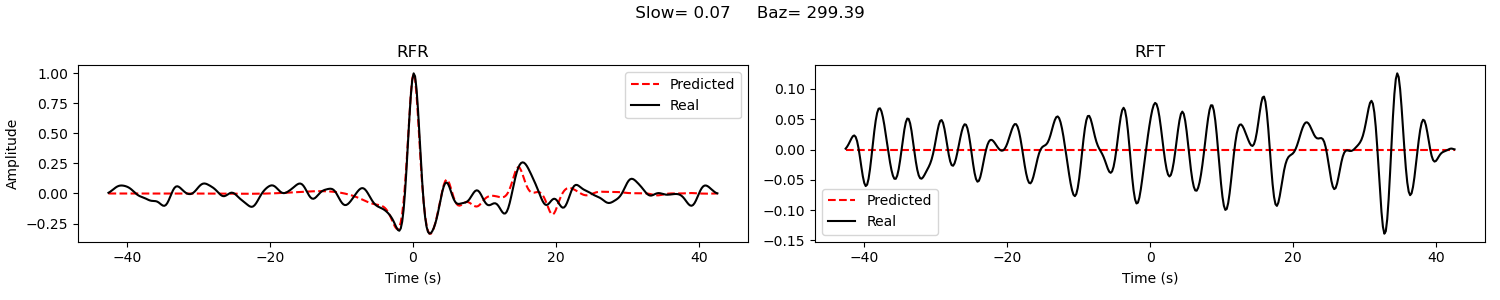 Slow= 0.07 Baz= 299.39
RFR
Amplitude
1.00
0.75
0.50
0.25
0.00
−0.25
Predicted
Real
−40 −20 0 20 40
Time (s)
RFT
0.10
0.05
0.00
−0.05
−0.10
−0.15
Predicted
Real
−40 −20 0 20 40
Time (s)